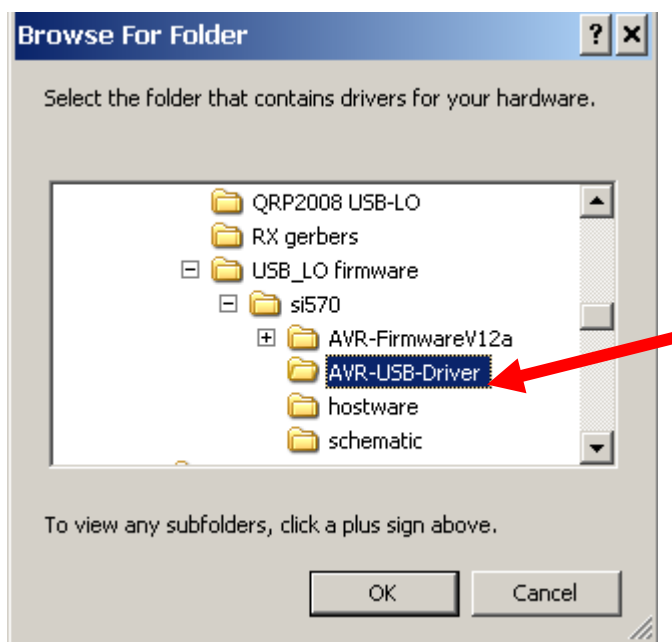 Browse For Folder
Select the folder that contains drivers for your hardware.
QRP2008 USB-LO
RX gerbers
USB_LO firmware
si570
AVR-FirmwareV12a
AVR-USB-Driver
hostware
schematic
To view any subfolders, click a plus sign above.
OK Cancel